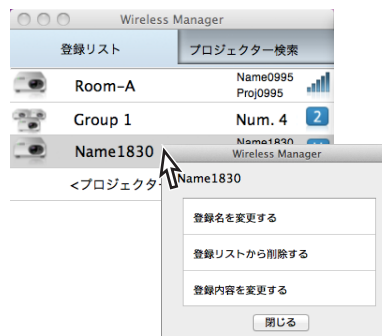 Wireless Manager
登録リスト プロジェクター検索
Room-A Name0995
Proj0995
Group 1 Num. 4 2
Name1830 Name1830
<プロジェクター
Wireless Manager
Name1830
登録名を変更する
登録リストから削除する
登録内容を変更する
閉じる